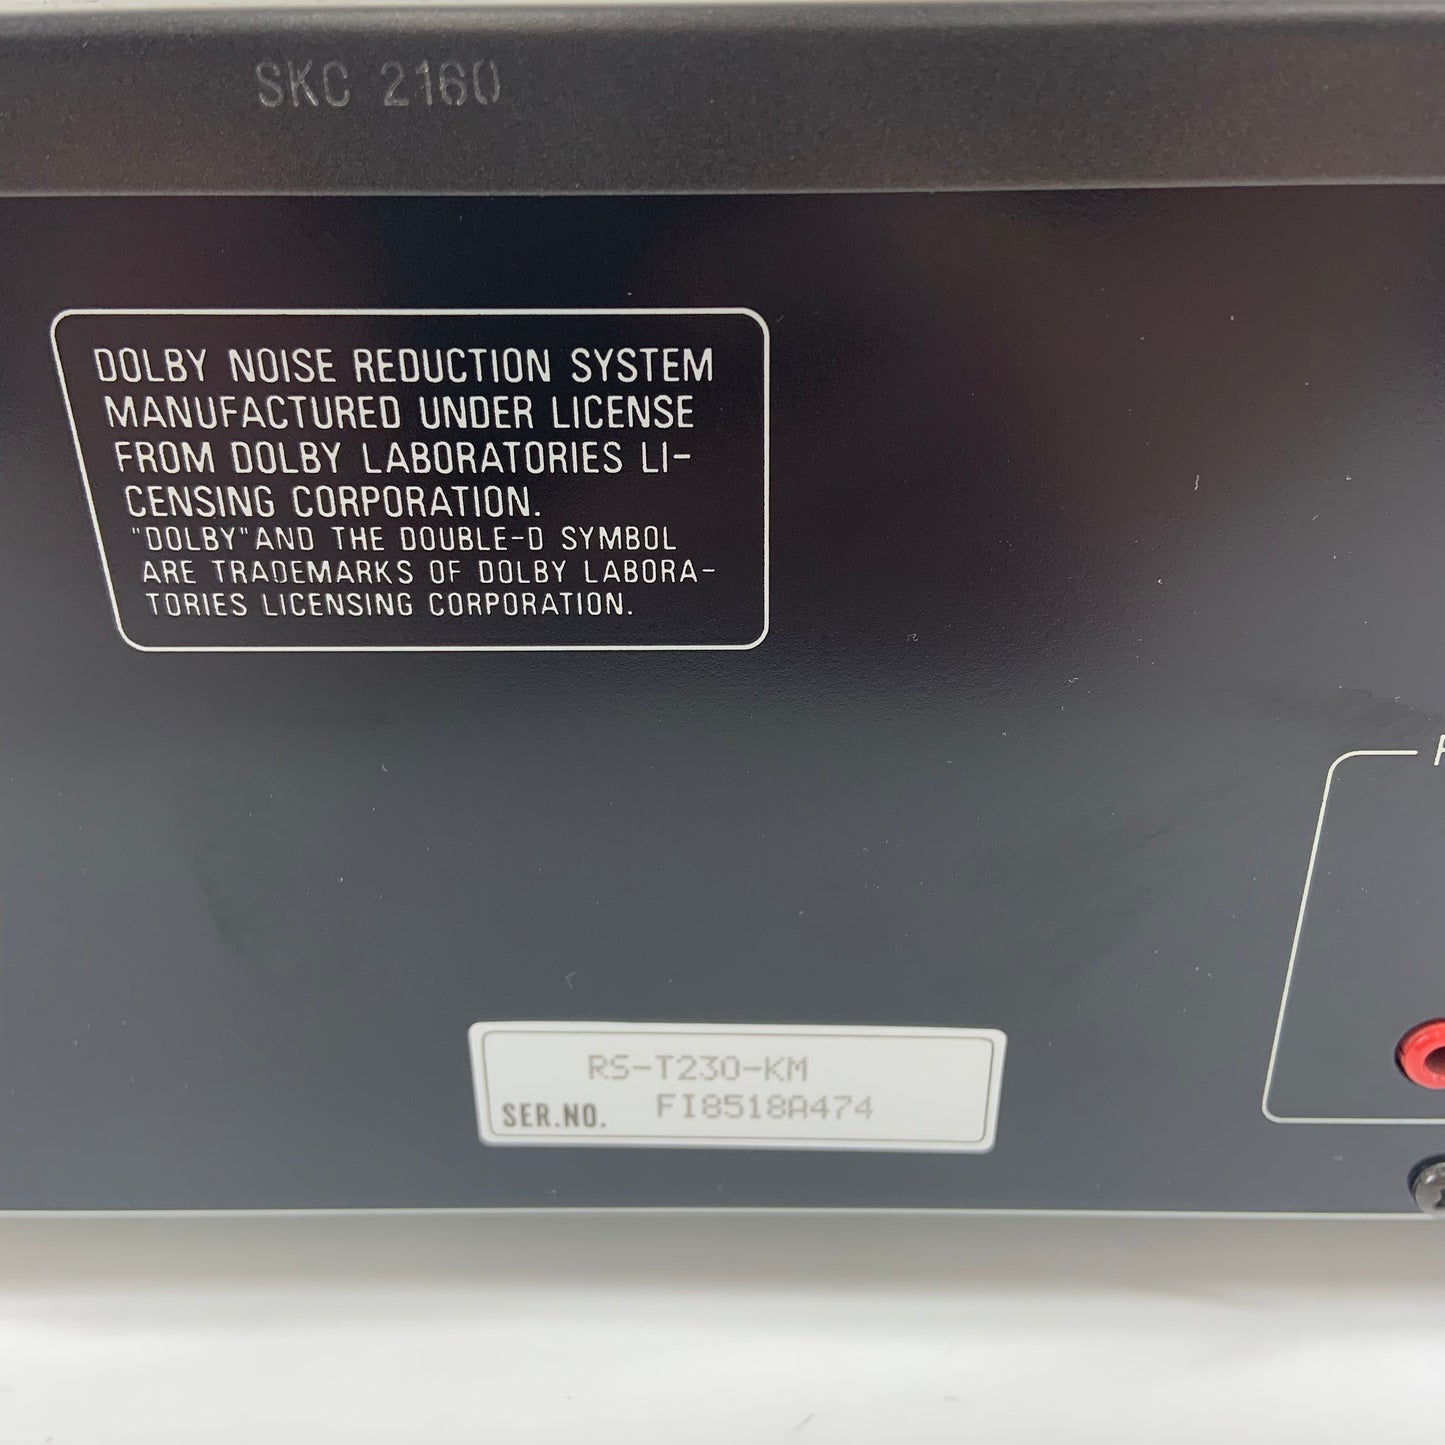 SKC 2160
DOLBY NOISE REDUCTION SYSTEM
MANUFACTURED UNDER LICENSE
FROM DOLBY LABORATORIES LI-
CENSING CORPORATION.
"DOLBY"AND THE DOUBLE-D SYMBOL
ARE TRADEMARKS OF DOLBY LABORA-
TORIES LICENSING CORPORATION.
RS-T230-KM
SER.NO. FI8518A474